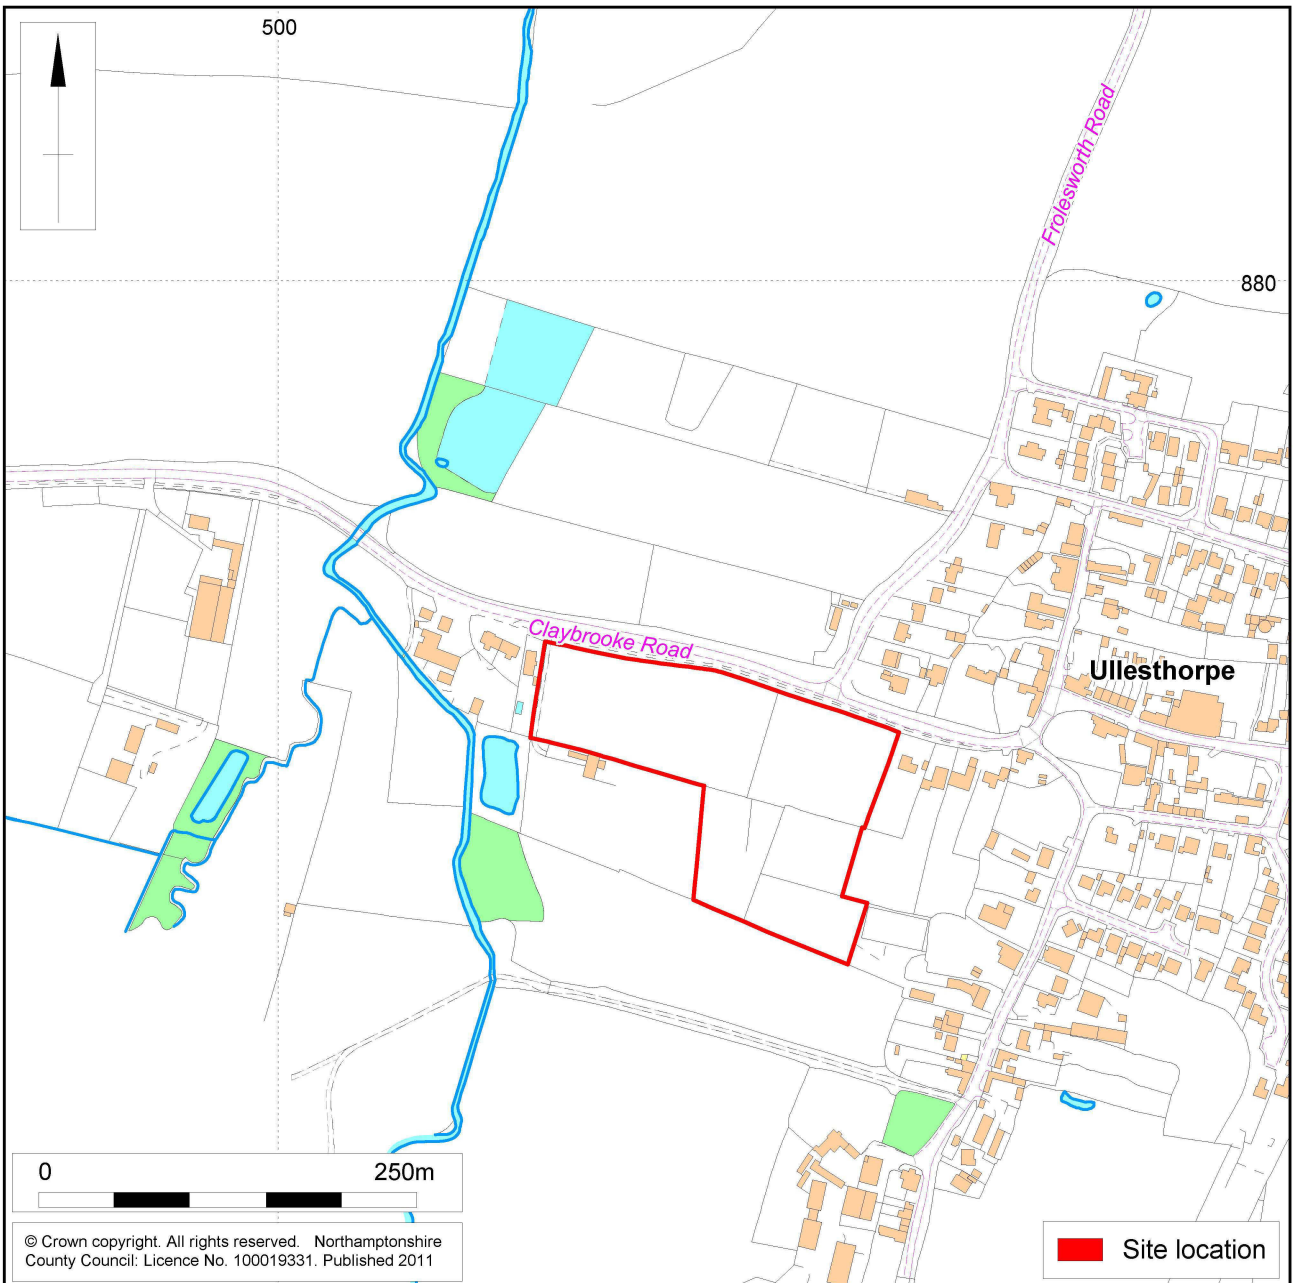 500
Frolesworth Road
880
Claybrooke Road
Ullesthorpe
0 250m
© Crown copyright. All rights reserved. Northamptonshire
County Council: Licence No. 100019331. Published 2011
Site location